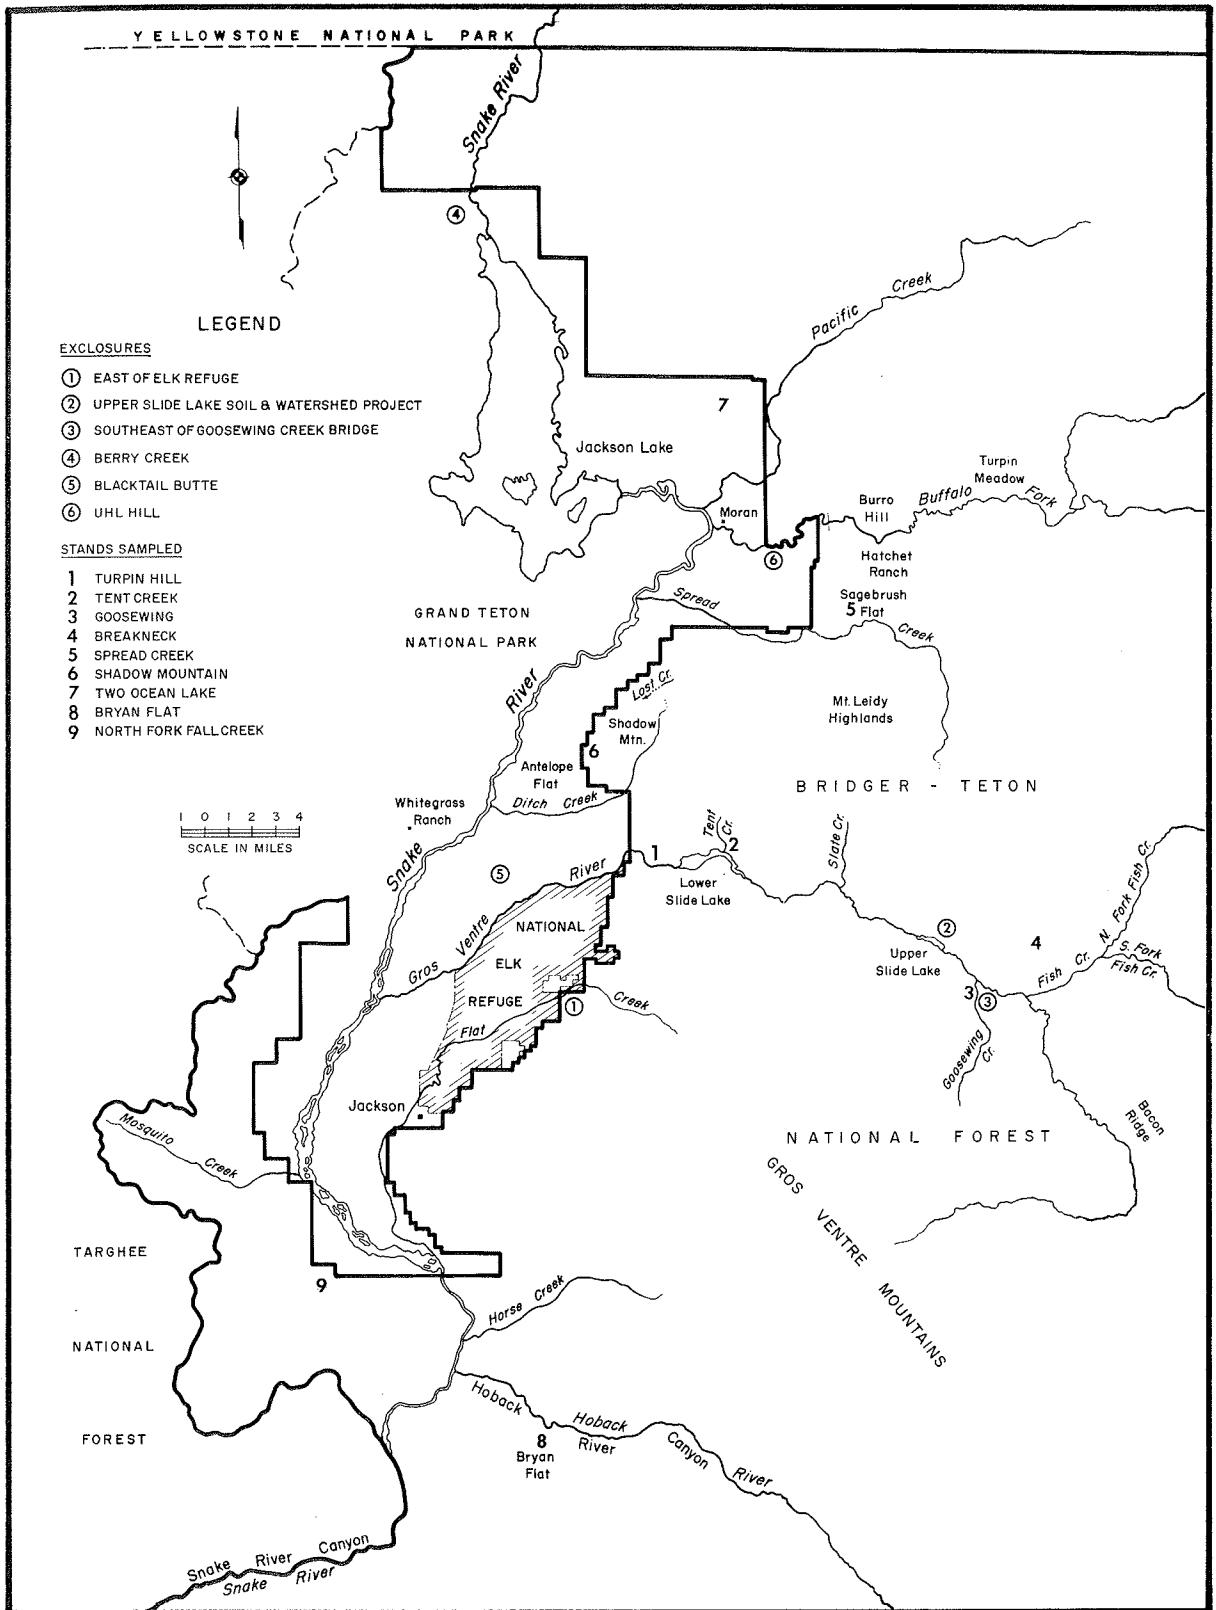 YELLOWSTONE NATIONAL PARK
Snake River
④
Pacific Creek
LEGEND
EXCLOSURES
① EAST OF ELK REFUGE
② UPPER SLIDE LAKE SOIL & WATERSHED PROJECT
③ SOUTHEAST OF GOOSEWING CREEK BRIDGE
④ BERRY CREEK
⑤ BLACKTAIL BUTTE
⑥ UHL HILL
STANDS SAMPLED
1 TURPIN HILL
2 TENT CREEK
3 GOOSEWING
4 BREAKNECK
5 SPREAD CREEK
6 SHADOW MOUNTAIN
7 TWO OCEAN LAKE
8 BRYAN FLAT
9 NORTH FORK FALL CREEK
1 0 1 2 3 4
SCALE IN MILES
7
Jackson Lake
Turpin
Meadow
Moran
Burro
Hill
Buffalo Fork
⑥
Hatchet
Ranch
Spread Creek
Sagebrush
5 Flat
GRAND TETON
NATIONAL PARK
River
Lost Cr.
Shadow
Mtn.
6
Mt. Leidy
Highlands
Antelope
Flat
Ditch Creek
BRIDGER - TETON
Whitegrass
Ranch
Snake
Tent Cr.
2
1
Slate Cr.
Lower
Slide Lake
⑤
Gros Ventre River
NATIONAL
ELK
REFUGE
②
Upper
Slide Lake
4
N. Fork Fish Cr.
S. Fork
Fish Cr.
Fish Cr.
3
③
Goosewing
Cr.
①
Flat Creek
Jackson
Bacon
Ridge
Mosquito Creek
NATIONAL FOREST
GROS VENTRE MOUNTAINS
TARGHEE
NATIONAL
FOREST
9
Horse Creek
Hoback
Hoback
River
Canyon
River
8
Bryan
Flat
Snake River Canyon
Snake River